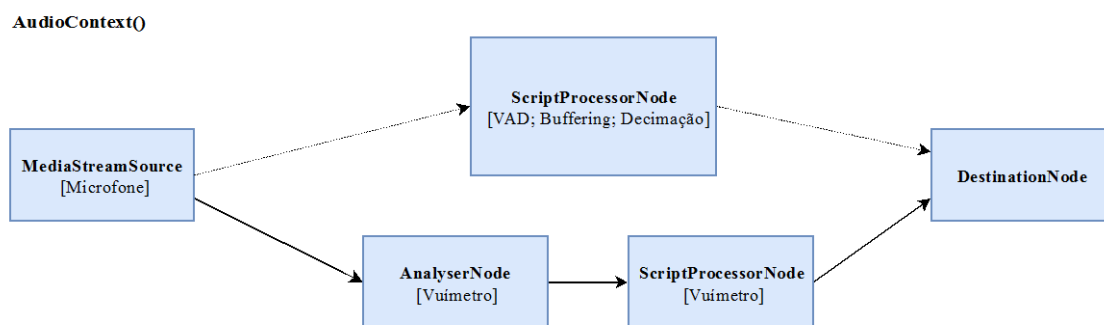 AudioContext()
ScriptProcessorNode
[VAD; Buffering; Decimação]
MediaStreamSource
[Microfone]
DestinationNode
AnalyserNode
[Vuímetro]
ScriptProcessorNode
[Vuímetro]